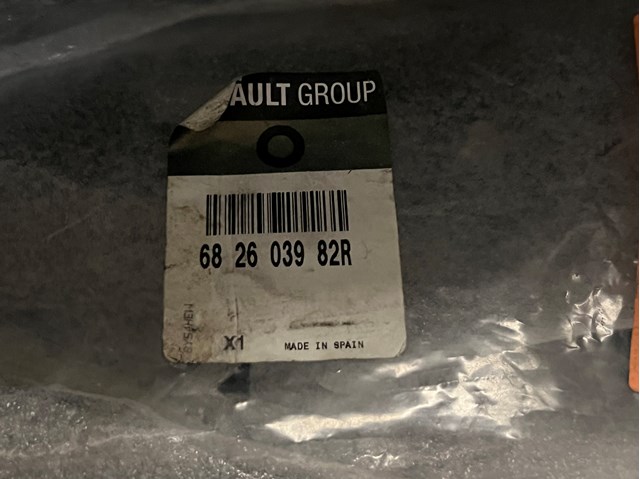 AULT GROUP
68 26 039 82R
X1
MADE IN SPAIN